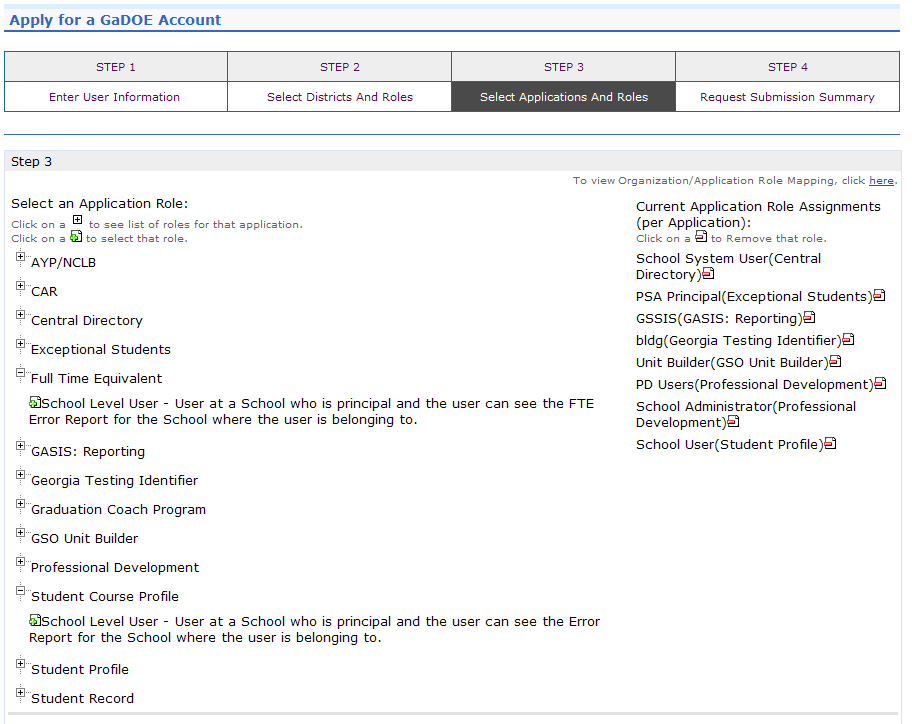 Apply for a GaDOE Account
STEP 1
STEP 2
STEP 3
STEP 4
Enter User Information
Select Districts And Roles
Select Applications And Roles
Request Submission Summary
Step 3
To view Organization/Application Role Mapping, click here.
Select an Application Role:
Click on a to see list of roles for that application.
Click on a to select that role.
AYP/NCLB
CAR
Central Directory
Exceptional Students
Full Time Equivalent
School Level User - User at a School who is principal and the user can see the FTE
Error Report for the School where the user is belonging to.
GASIS: Reporting
Georgia Testing Identifier
Graduation Coach Program
GSO Unit Builder
Professional Development
Student Course Profile
School Level User - User at a School who is principal and the user can see the Error
Report for the School where the user is belonging to.
Student Profile
Student Record
Current Application Role Assignments
(per Application):
Click on a to Remove that role.
School System User(Central
Directory)
PSA Principal(Exceptional Students)
GSSIS(GASIS: Reporting)
bldg(Georgia Testing Identifier)
Unit Builder(GSO Unit Builder)
PD Users(Professional Development)
School Administrator(Professional
Development)
School User(Student Profile)